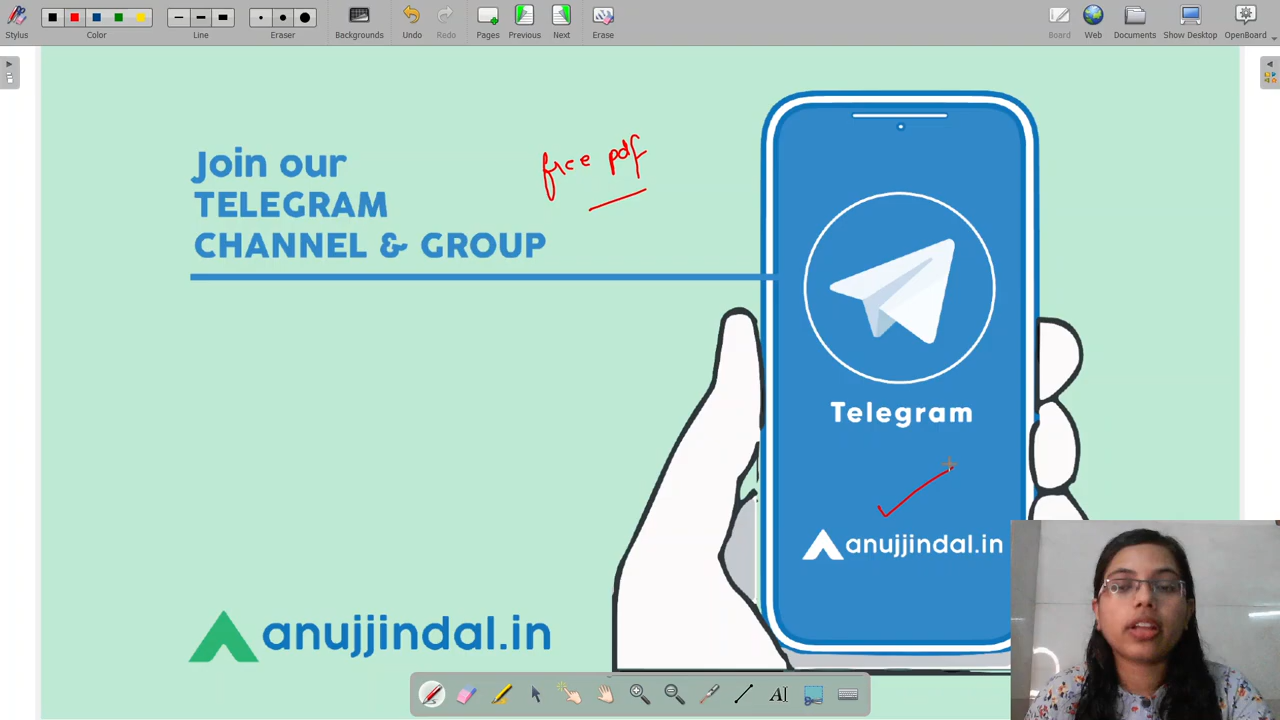 Stylus
Color
Line
Eraser
Backgrounds
Undo
Redo
Pages
Previous
Next
Erase
Board
Web
Documents
Show Desktop
OpenBoard
Join our
TELEGRAM
CHANNEL & GROUP
free pdf
Telegram
anujjindal.in
anujjindal.in
AI